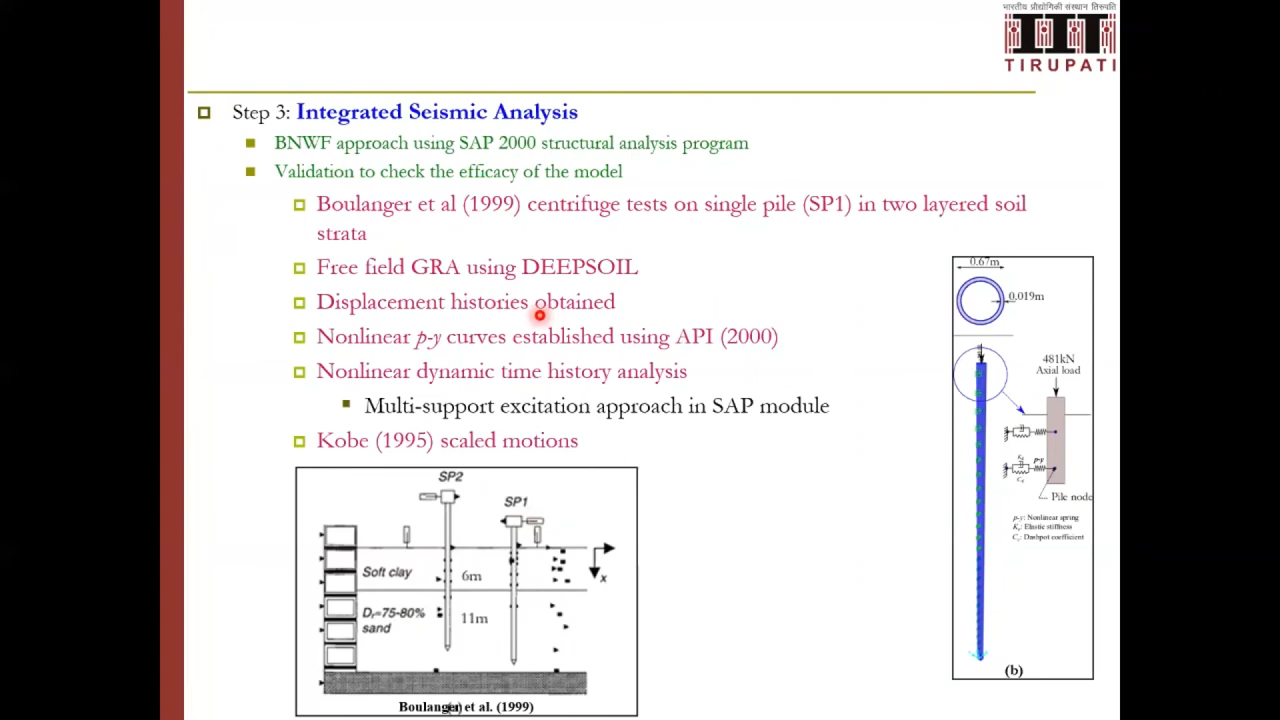 भारतीय प्रौद्योगिकी संस्थान तिरुपति
TIRUPATI
Step 3: Integrated Seismic Analysis
BNWF approach using SAP 2000 structural analysis program
Validation to check the efficacy of the model
Boulanger et al (1999) centrifuge tests on single pile (SP1) in two layered soil
strata
Free field GRA using DEEPSOIL
Displacement histories obtained
Nonlinear p-y curves established using API (2000)
Nonlinear dynamic time history analysis
Multi-support excitation approach in SAP module
Kobe (1995) scaled motions
SP2
SP1
Soft clay
6m
x
Dr=75-80%
sand
11m
Boulanger et al. (1999)
0.67m
0.019m
481kN
Axial load
p-y
Pile node
p-y: Nonlinear spring
Ke: Elastic stiffness
Cr: Dashpot coefficient
(b)